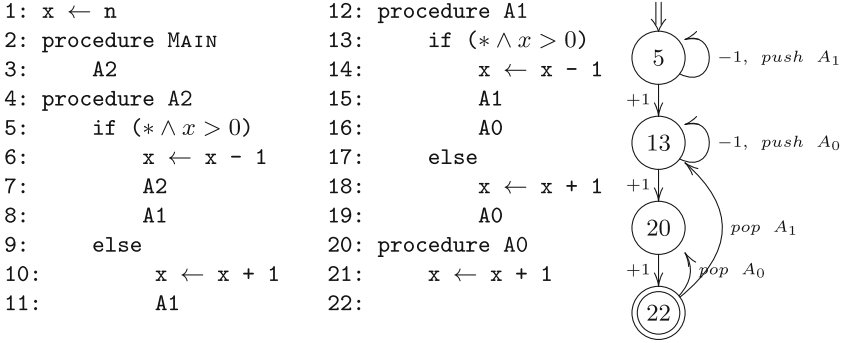 1: x ← n
2: procedure MAIN
3: A2
4: procedure A2
5: if (∗ ∧ x > 0)
6: x ← x - 1
7: A2
8: A1
9: else
10: x ← x + 1
11: A1
12: procedure A1
13: if (∗ ∧ x > 0)
14: x ← x - 1
15: A1
16: A0
17: else
18: x ← x + 1
19: A0
20: procedure A0
21: x ← x + 1
22:
5
−1, push A₁
+1
13
−1, push A₀
+1
20
pop A₁
+1
pop A₀
22